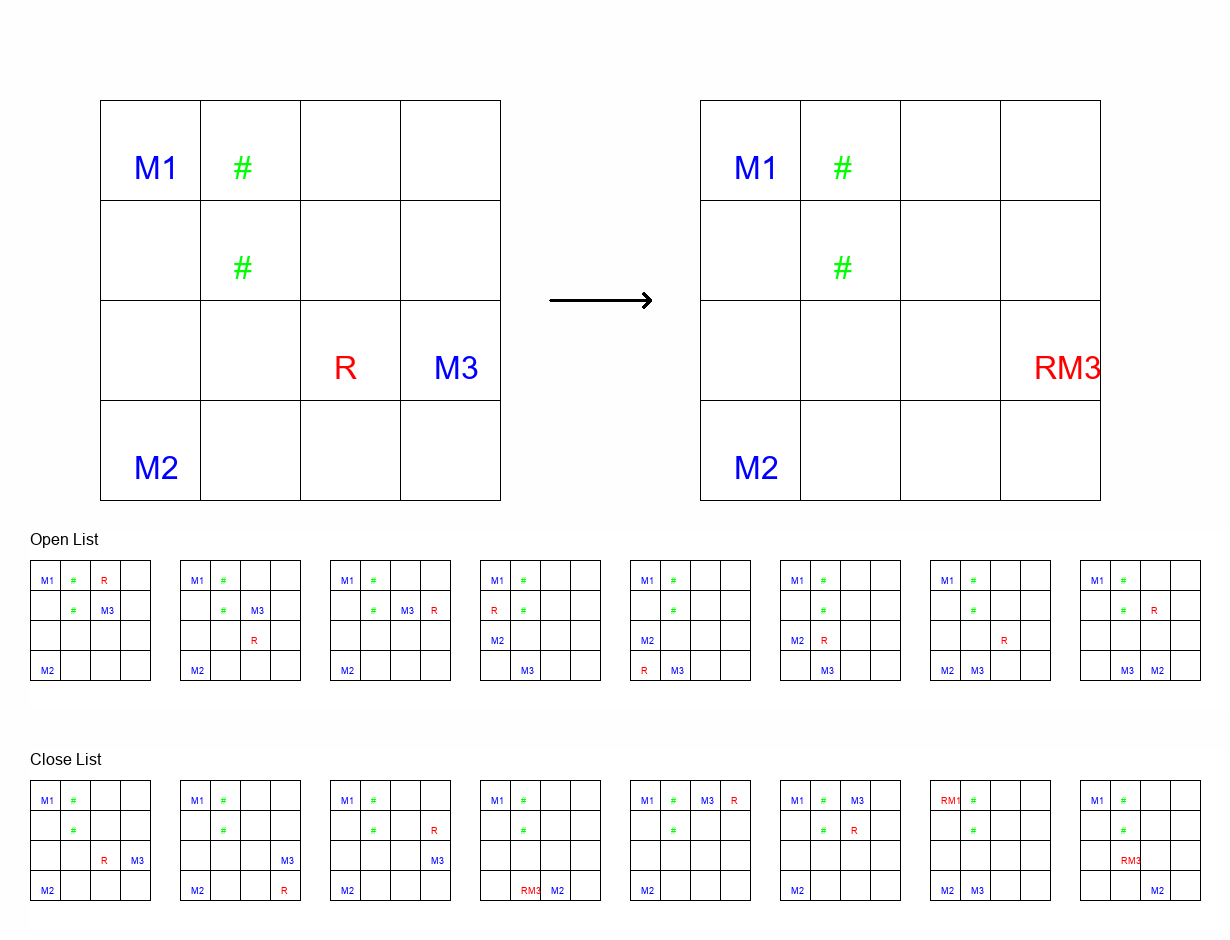 M1 # M1 #
# #
R M3 RM3
M2 M2
Open List
M1 # R M1 # M1 # M1 # M1 # M1 # M1 # M1 #
# M3 # M3 # M3 R R # # # # # R
R M2 M2 M2 R R
M2 M2 M2 M3 R M3 M3 M2 M3 M3 M2
Close List
M1 # M1 # M1 # M1 # M1 # M3 R M1 # M3 RM1 # M1 #
# # # R # # # R # #
R M3 M3 M3 RM3
M2 M2 R M2 RM3 M2 M2 M2 M2 M3 M2